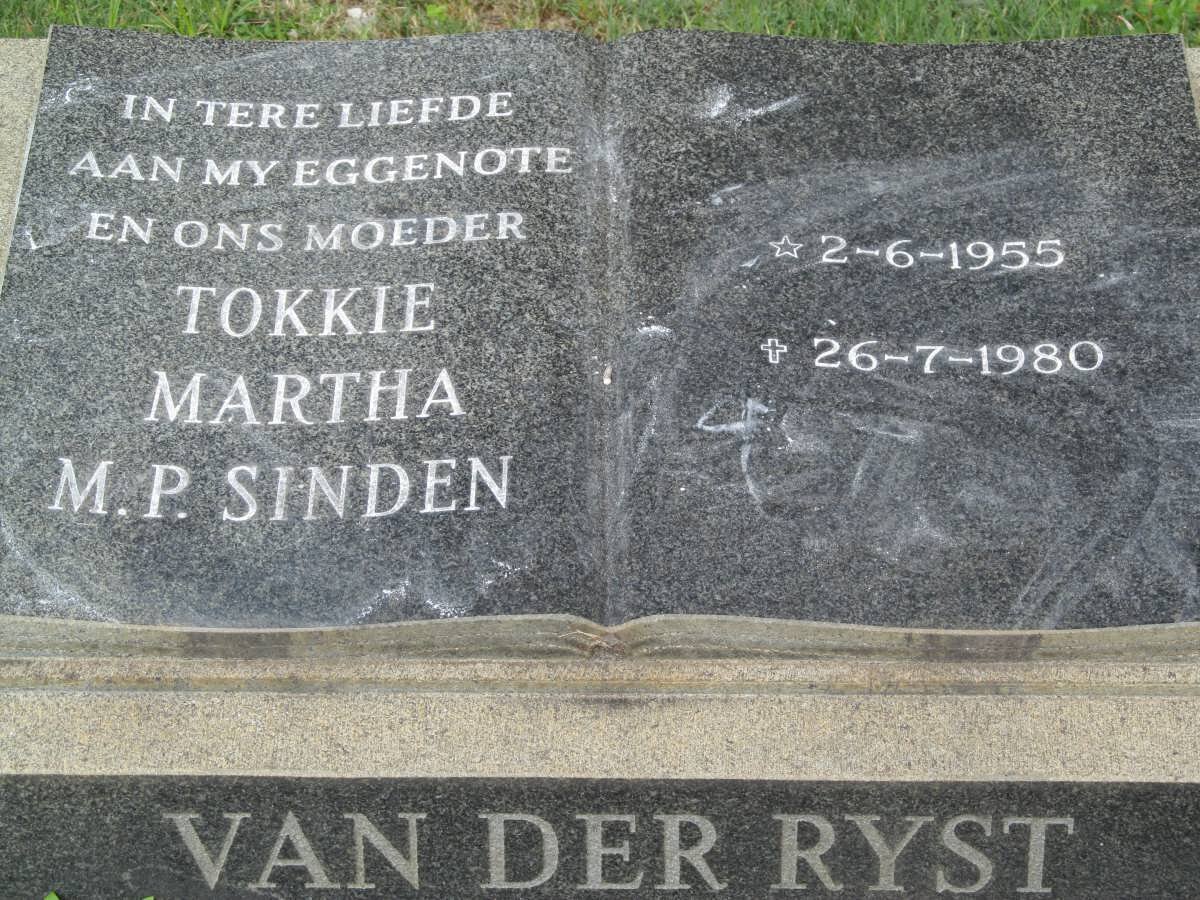 IN TERE LIEFDE
AAN MY EGGENOTE
EN ONS MOEDER
TOKKIE
MARTHA
M.P. SINDEN
☆ 2-6-1955
✞ 26-7-1980
VAN DER RYST